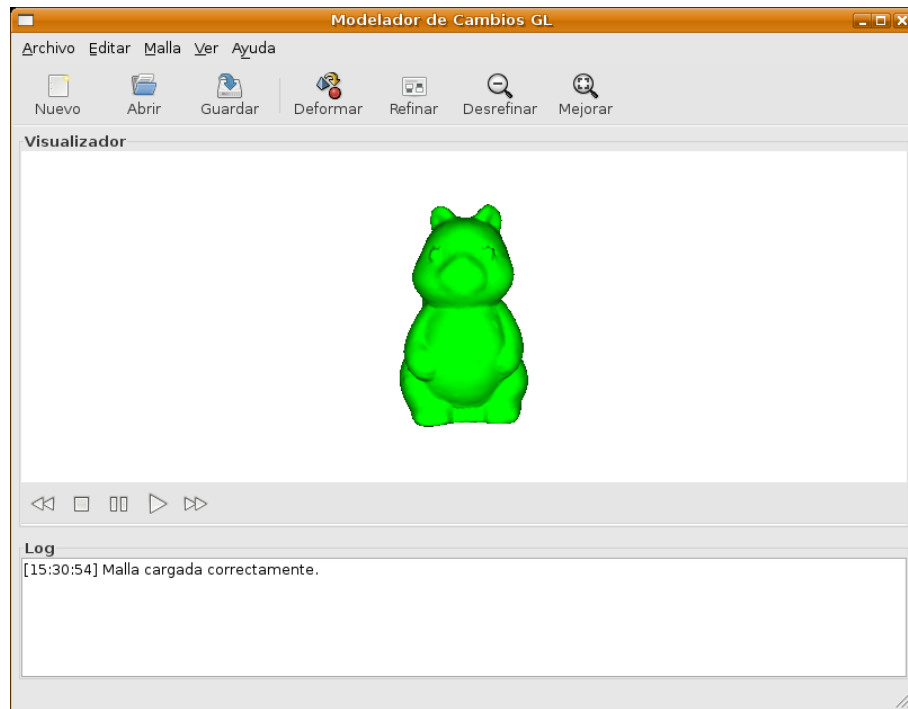 Modelador de Cambios GL
Archivo Editar Malla Ver Ayuda
Nuevo Abrir Guardar Deformar Refinar Desrefinar Mejorar
Visualizador
Log
[15:30:54] Malla cargada correctamente.